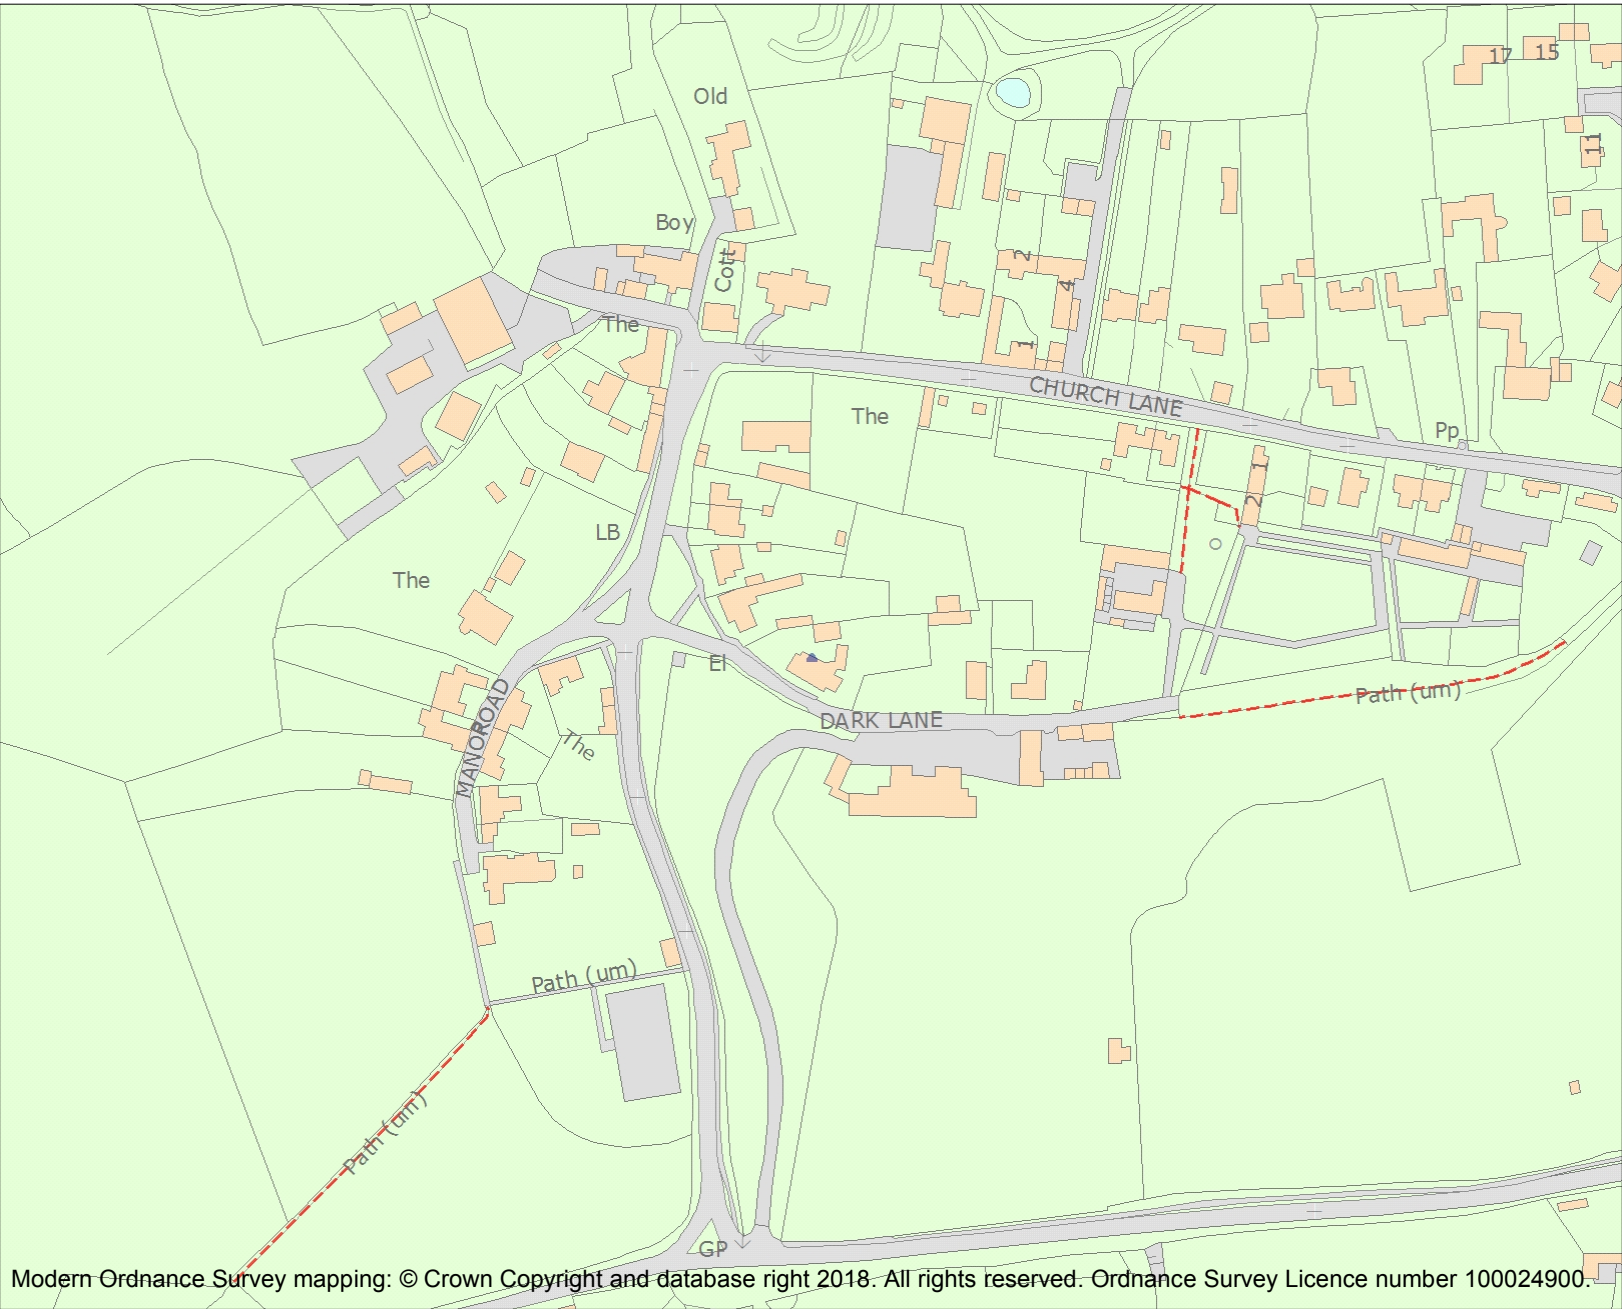 17
15
Old
11
Boy
Cott
2
4
The
1
CHURCH LANE
The
Pp
1
2
LB
The
El
MANOR ROAD
Path (um)
DARK LANE
The
Path (um)
Path (um)
GP
Modern Ordnance Survey mapping: © Crown Copyright and database right 2018. All rights reserved. Ordnance Survey Licence number 100024900.